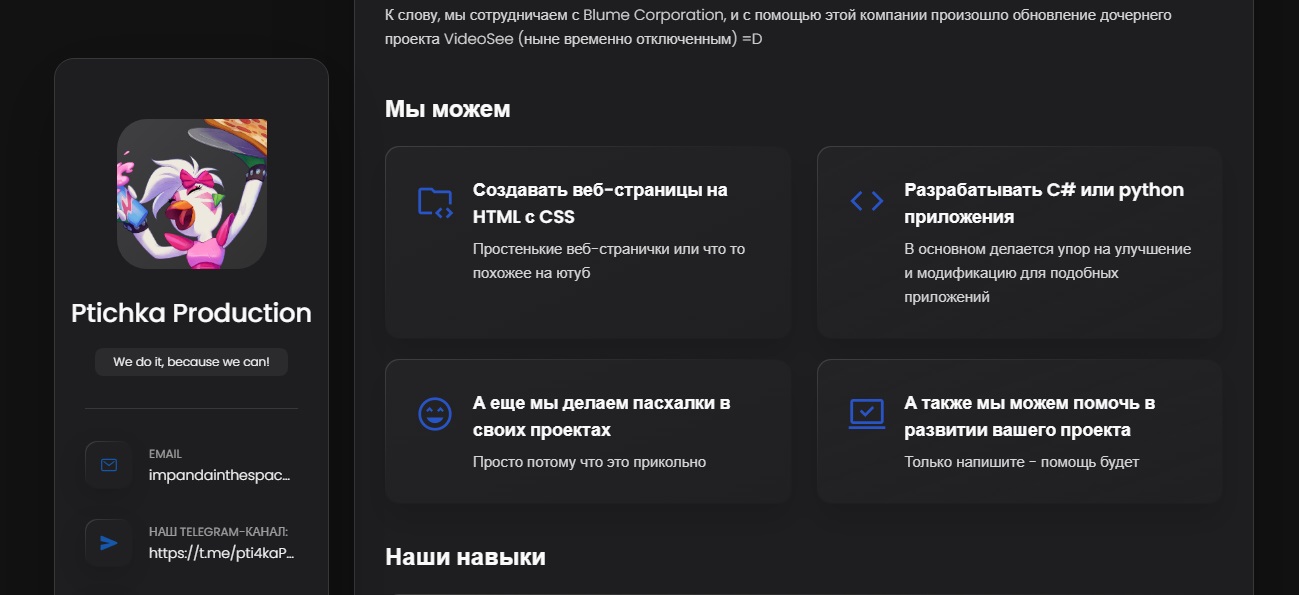 К слову, мы сотрудничаем с Blume Corporation, и с помощью этой компании произошло обновление дочернего
проекта VideoSee (ныне временно отключенным) =D
Ptichka Production
We do it, because we can!
EMAIL
impandainthespac...
НАШ TELEGRAM-КАНАЛ:
https://t.me/pti4kaP...
Мы можем
Создавать веб-страницы на
HTML с CSS
Простенькие веб-странички или что то
похожее на ютуб
Разрабатывать C# или python
приложения
В основном делается упор на улучшение
и модификацию для подобных
приложений
А еще мы делаем пасхалки в
своих проектах
Просто потому что это прикольно
А также мы можем помочь в
развитии вашего проекта
Только напишите - помощь будет
Наши навыки